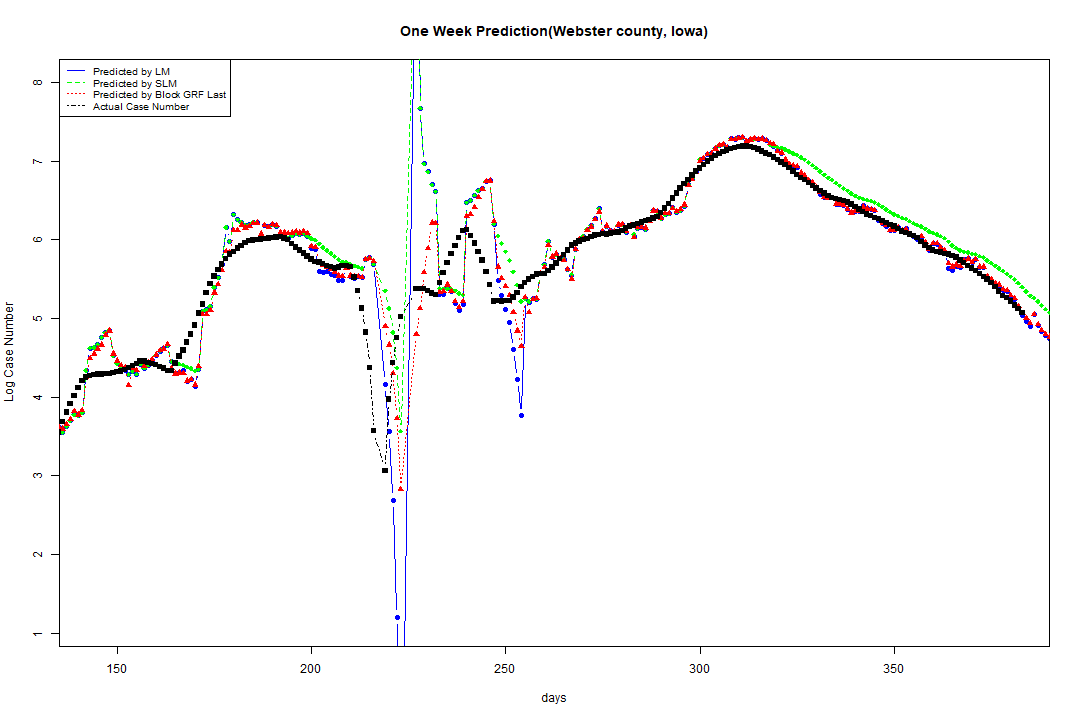 One Week Prediction(Webster county, Iowa)
Predicted by LM
Predicted by SLM
Predicted by Block GRF Last
Actual Case Number
8
7
6
5
4
3
2
1
Log Case Number
150 200 250 300 350
days